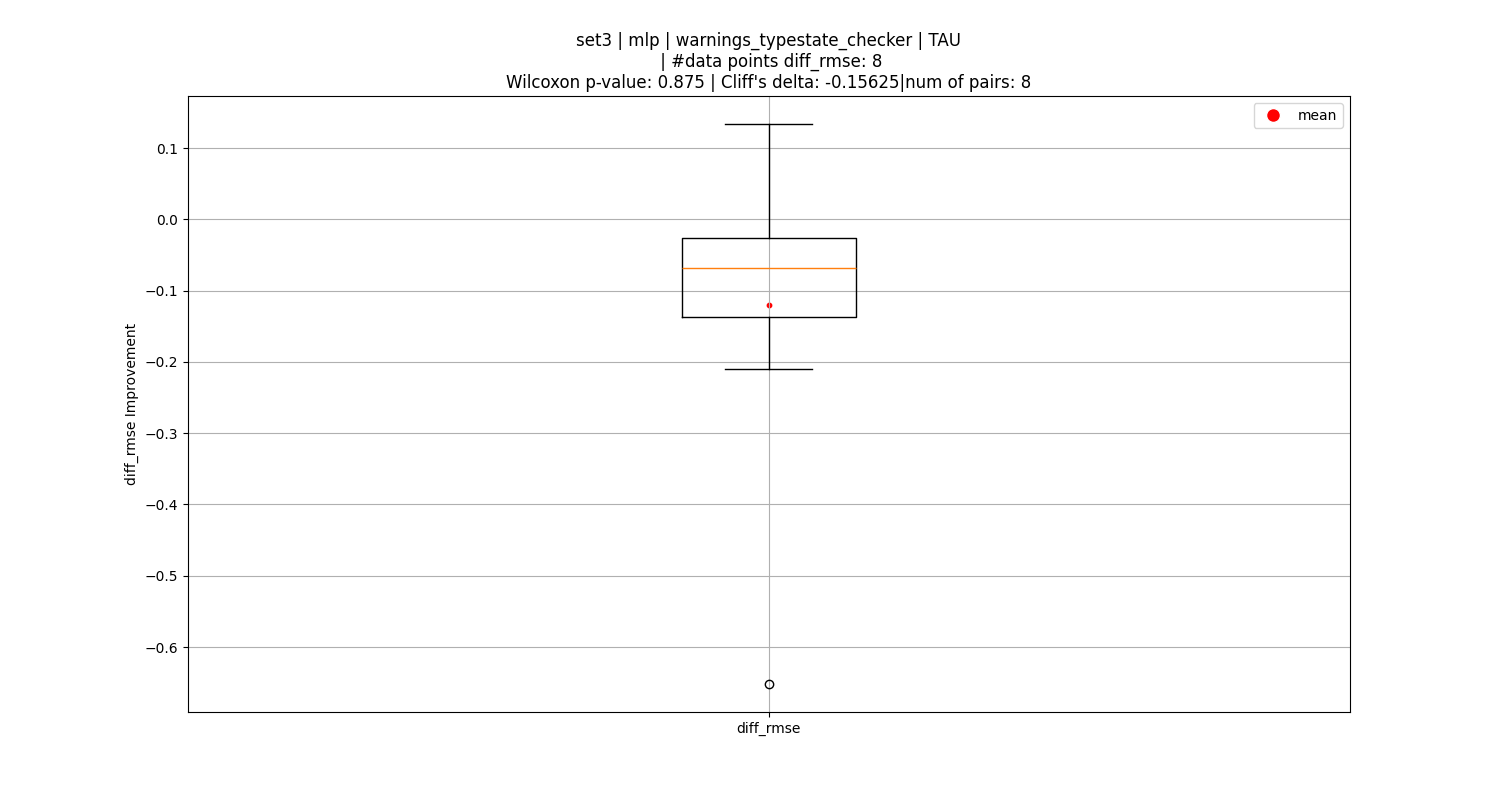 set3 | mlp | warnings_typestate_checker | TAU
| #data points diff_rmse: 8
Wilcoxon p-value: 0.875 | Cliff's delta: -0.15625|num of pairs: 8
mean
0.1
0.0
−0.1
−0.2
−0.3
−0.4
−0.5
−0.6
diff_rmse Improvement
diff_rmse